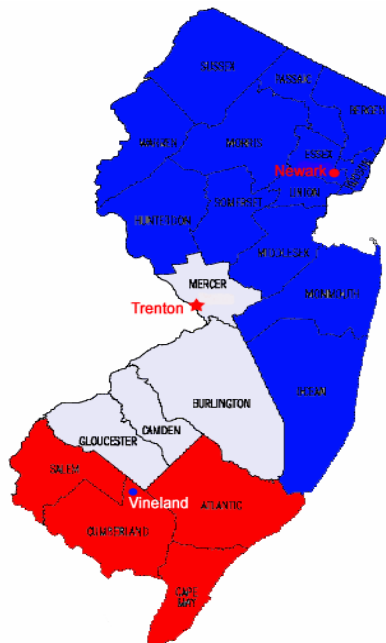 SUSSEX
PASSAIC
BERGEN
WARREN
MORRIS
ESSEX
Newark
HUDSON
UNION
SOMERSET
HUNTERDON
MIDDLESEX
MERCER
MONMOUTH
Trenton
OCEAN
BURLINGTON
CAMDEN
GLOUCESTER
SALEM
Vineland
ATLANTIC
CUMBERLAND
CAPE
MAY